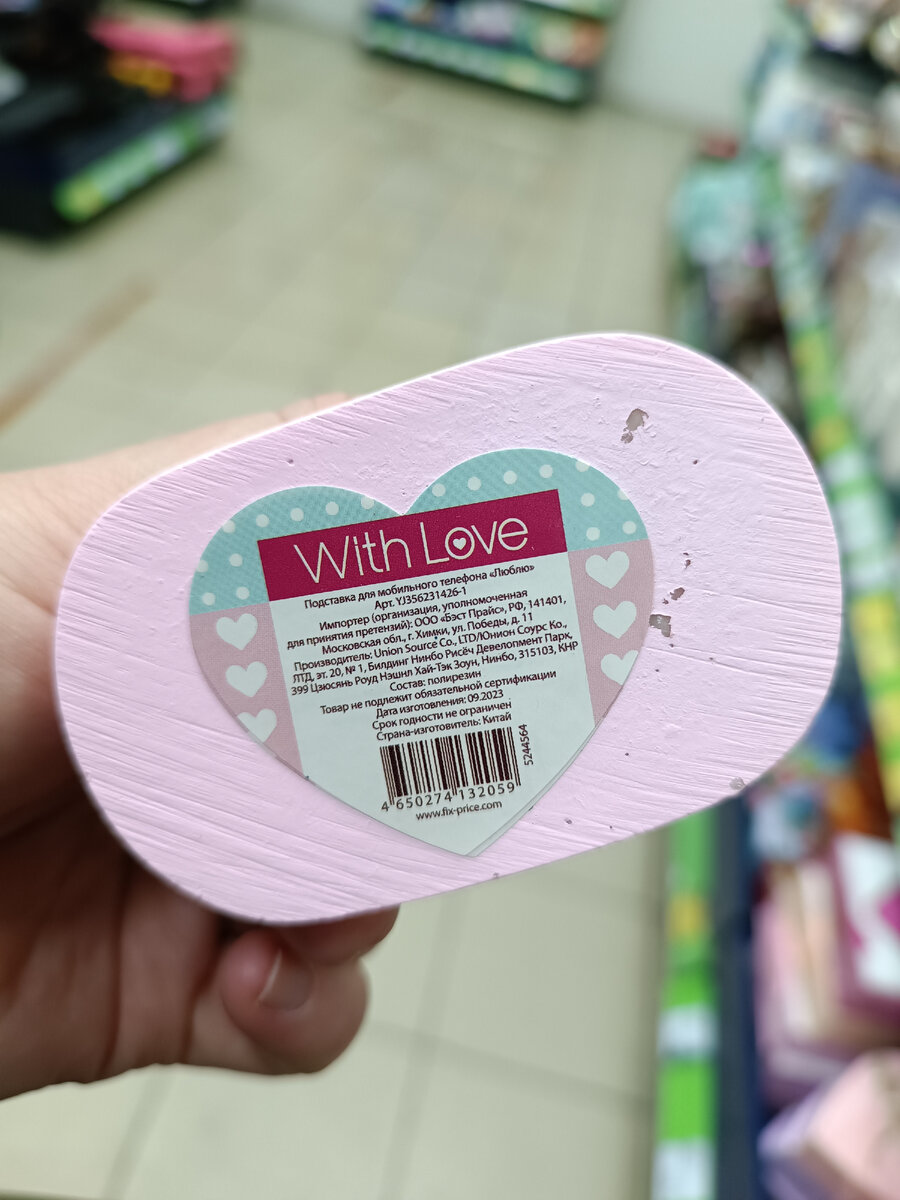 With Love
Подставка для мобильного телефона «Люблю»
Арт. YJ356231426-1
Импортер (организация, уполномоченная
для принятия претензий): ООО «Бэст Прайс», РФ, 141401,
Московская обл., г. Химки, ул. Победы, д. 11
Производитель: Union Source Co., LTD/Юнион Соурс Ко.,
ЛТД, эт. 20, № 1, Билдинг Нинбо Рисёч Девелопмент Парк,
399 Цзюсянь Роуд Нэшнл Хай-Тэк Зоун, Нинбо, 315103, КНР
Состав: полирезин
Товар не подлежит обязательной сертификации
Дата изготовления: 09.2023
Срок годности не ограничен
Страна-изготовитель: Китай
5244564
4 650274 132059
www.fix-price.com